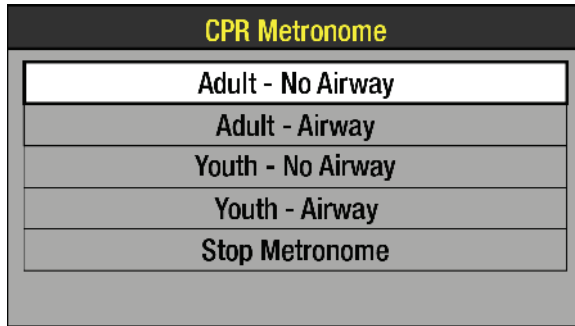 CPR Metronome
Adult - No Airway
Adult - Airway
Youth - No Airway
Youth - Airway
Stop Metronome